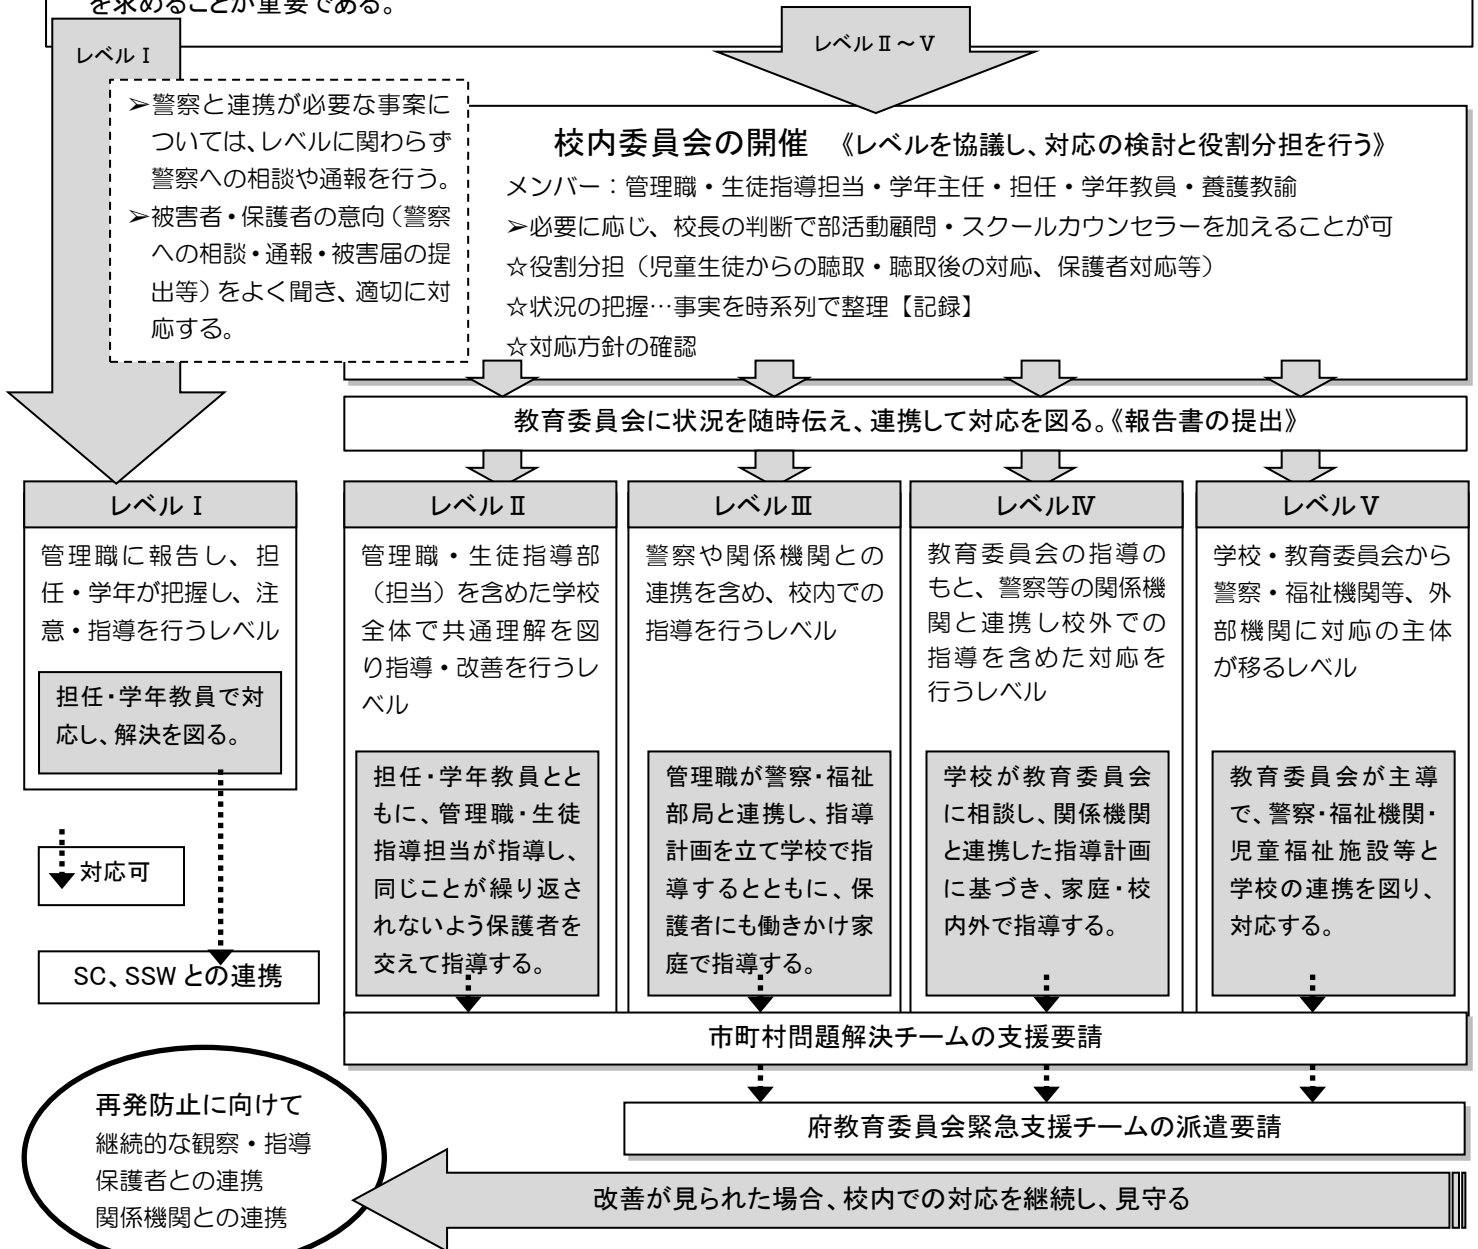 を求めることが重要である。
レベルⅠ
レベルⅡ～Ⅴ
➢警察と連携が必要な事案に
ついては、レベルに関わらず
警察への相談や通報を行う。
➢被害者・保護者の意向（警察
への相談・通報・被害届の提
出等）をよく聞き、適切に対
応する。
校内委員会の開催　《レベルを協議し、対応の検討と役割分担を行う》
メンバー：管理職・生徒指導担当・学年主任・担任・学年教員・養護教諭
➢必要に応じ、校長の判断で部活動顧問・スクールカウンセラーを加えることが可
☆役割分担（児童生徒からの聴取・聴取後の対応、保護者対応等）
☆状況の把握…事実を時系列で整理【記録】
☆対応方針の確認
教育委員会に状況を随時伝え、連携して対応を図る。《報告書の提出》
レベルⅠ
管理職に報告し、担
任・学年が把握し、注
意・指導を行うレベル
担任・学年教員で対
応し、解決を図る。
対応可
SC、SSWとの連携
レベルⅡ
管理職・生徒指導部
（担当）を含めた学校
全体で共通理解を図
り指導・改善を行うレ
ベル
担任・学年教員とと
もに、管理職・生徒
指導担当が指導し、
同じことが繰り返さ
れないよう保護者を
交えて指導する。
レベルⅢ
警察や関係機関との
連携を含め、校内での
指導を行うレベル
管理職が警察・福祉
部局と連携し、指導
計画を立て学校で指
導するとともに、保
護者にも働きかけ家
庭で指導する。
レベルⅣ
教育委員会の指導の
もと、警察等の関係機
関と連携し校外での
指導を含めた対応を
行うレベル
学校が教育委員会
に相談し、関係機関
と連携した指導計画
に基づき、家庭・校
内外で指導する。
レベルⅤ
学校・教育委員会から
警察・福祉機関等、外
部機関に対応の主体
が移るレベル
教育委員会が主導
で、警察・福祉機関・
児童福祉施設等と
学校の連携を図り、
対応する。
市町村問題解決チームの支援要請
府教育委員会緊急支援チームの派遣要請
再発防止に向けて
継続的な観察・指導
保護者との連携
関係機関との連携
改善が見られた場合、校内での対応を継続し、見守る